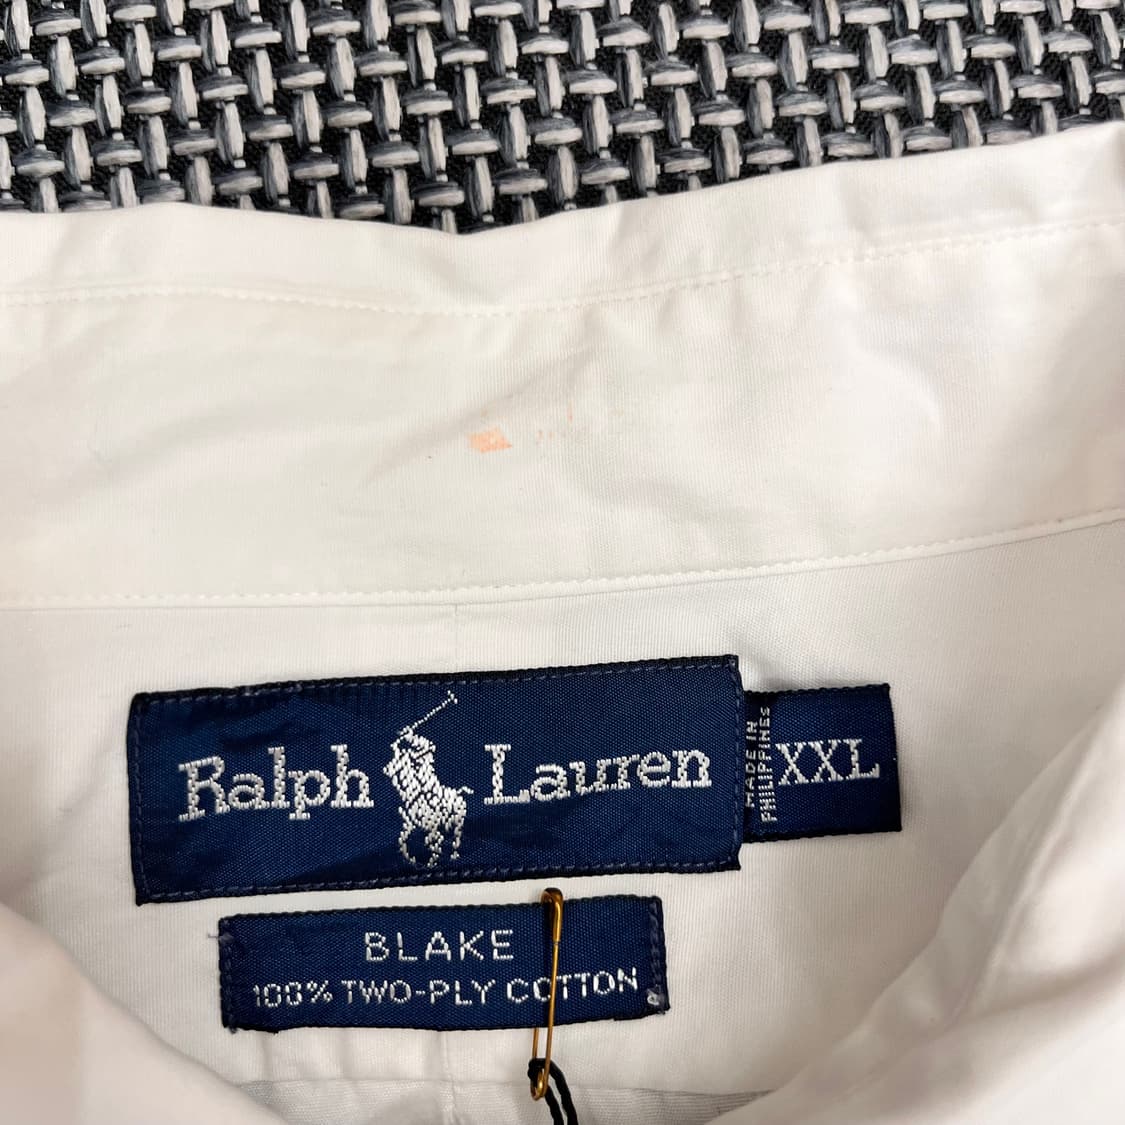 Ralph Lauren
MADE IN
PHILIPPINES
XXL
BLAKE
100% TWO-PLY COTTON